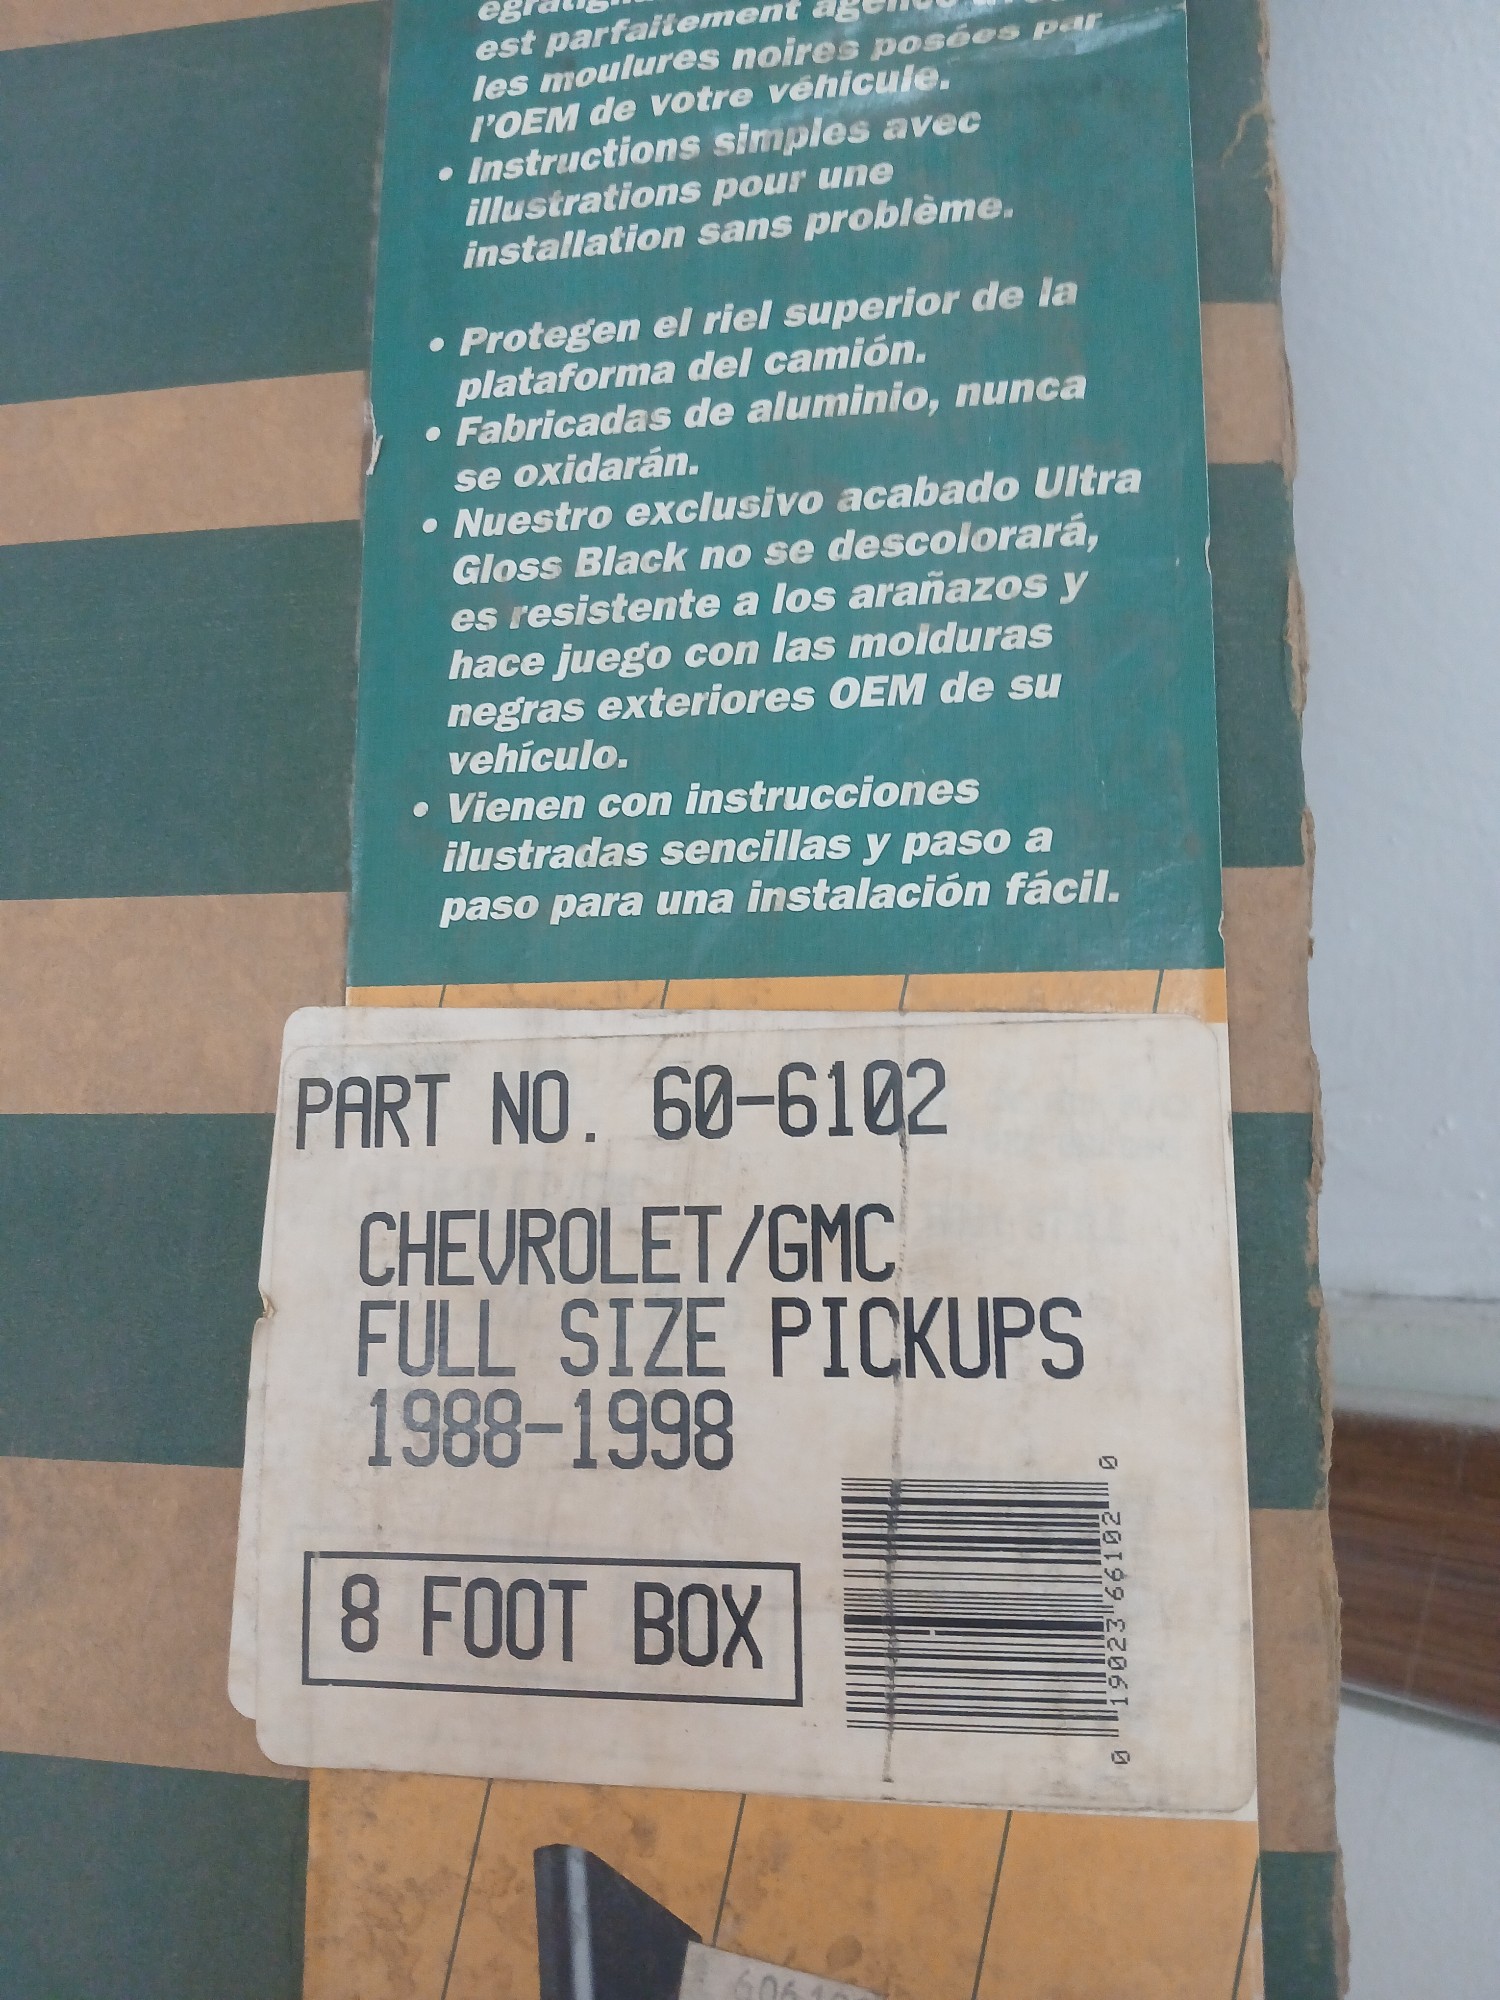 est parfaitement
les moulures noires posées par
l'OEM de votre véhicule.
• Instructions simples avec
illustrations pour une
installation sans problème.
• Protegen el riel superior de la
plataforma del camión.
• Fabricadas de aluminio, nunca
se oxidarán.
• Nuestro exclusivo acabado Ultra
Gloss Black no se descolorará,
es resistente a los arañazos y
hace juego con las molduras
negras exteriores OEM de su
vehículo.
• Vienen con instrucciones
ilustradas sencillas y paso a
paso para una instalación fácil.
PART NO. 60-6102
CHEVROLET/GMC
FULL SIZE PICKUPS
1988-1998
8 FOOT BOX
0 19023 66102 0